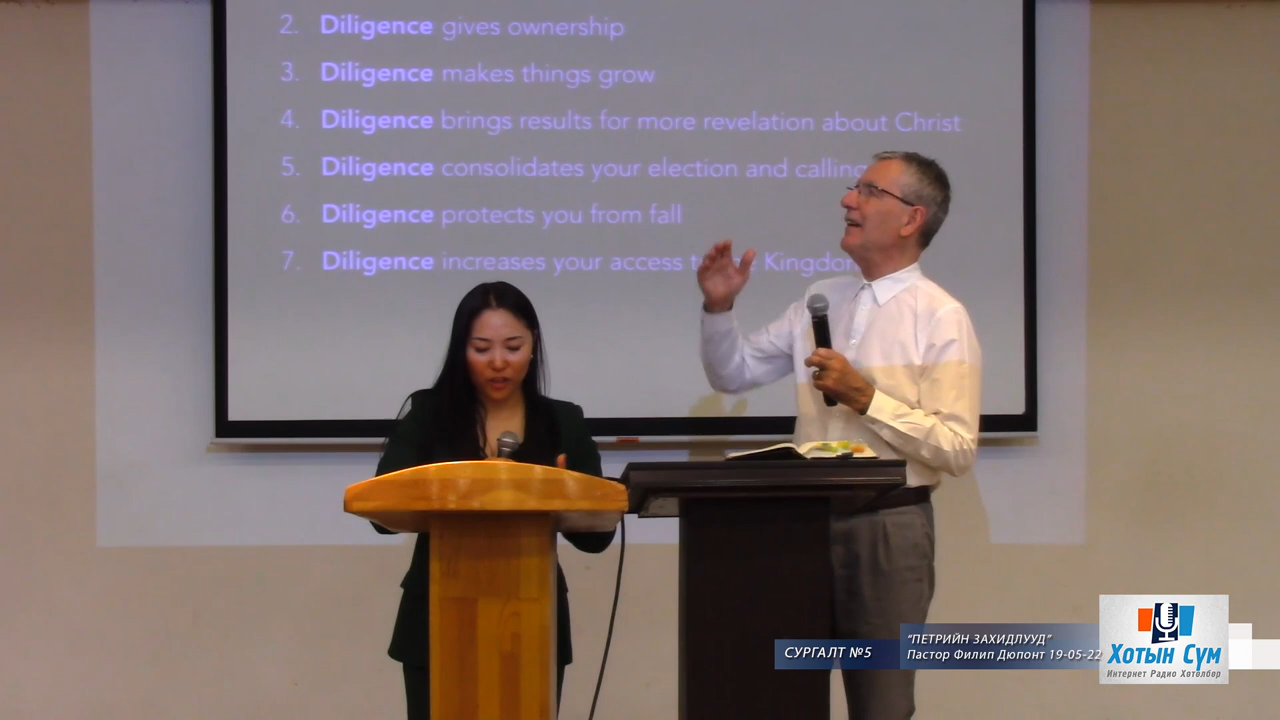 2. Diligence gives ownership
3. Diligence makes things grow
4. Diligence brings results for more revelation about Christ
5. Diligence consolidates your election and calling
6. Diligence protects you from fall
7. Diligence increases your access
СУРГАЛТ №5
"ПЕТРИЙН ЗАХИДЛУУД"
Пастор Филип Дюпонт 19-05-22
Хотын Сүм
Интернет Радио Хөтөлбөр